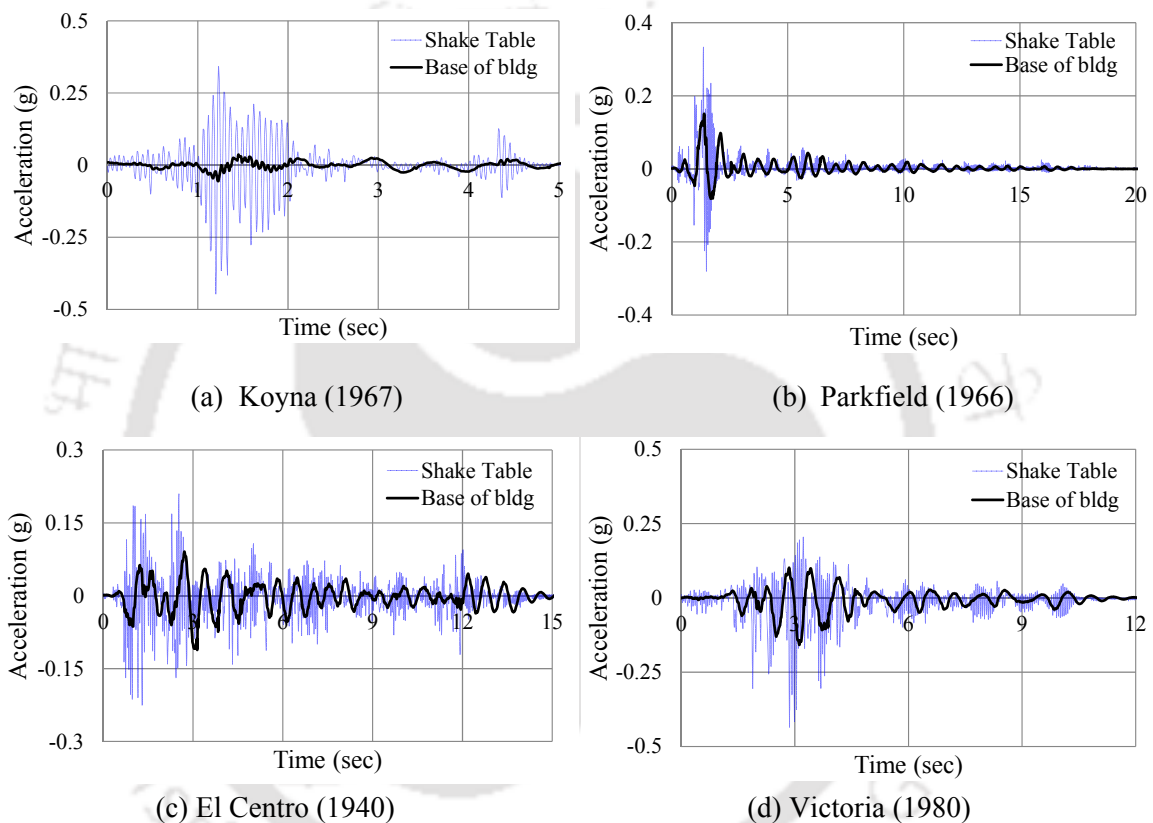 0.5
0.25
0
-0.25
-0.5
Acceleration (g)
Shake Table
Base of bldg
0 1 2 3 4 5
Time (sec)
(a) Koyna (1967)
0.4
0.2
0
-0.2
-0.4
Acceleration (g)
Shake Table
Base of bldg
0 5 10 15 20
Time (sec)
(b) Parkfield (1966)
0.3
0.15
0
-0.15
-0.3
Acceleration (g)
Shake Table
Base of bldg
0 3 6 9 12 15
Time (sec)
(c) El Centro (1940)
0.5
0.25
0
-0.25
-0.5
Acceleration (g)
Shake Table
Base of bldg
0 3 6 9 12
Time (sec)
(d) Victoria (1980)